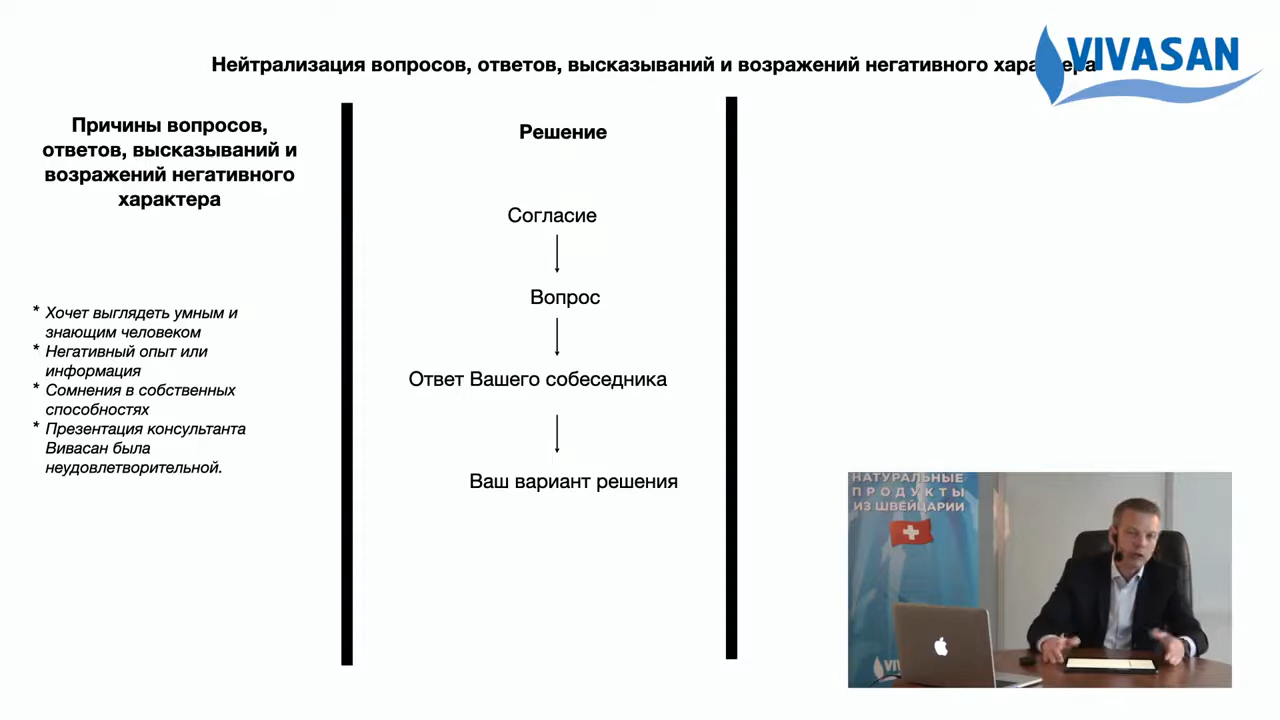 Нейтрализация вопросов, ответов, высказываний и возражений негативного характера
VIVASAN
Причины вопросов,
ответов, высказываний и
возражений негативного
характера
* Хочет выглядеть умным и
знающим человеком
* Негативный опыт или
информация
* Сомнения в собственных
способностях
* Презентация консультанта
Вивасан была
неудовлетворительной.
Решение
Согласие
Вопрос
Ответ Вашего собеседника
Ваш вариант решения
НАТУРАЛЬНЫЕ
ПРОДУКТЫ
ИЗ ШВЕЙЦАРИИ